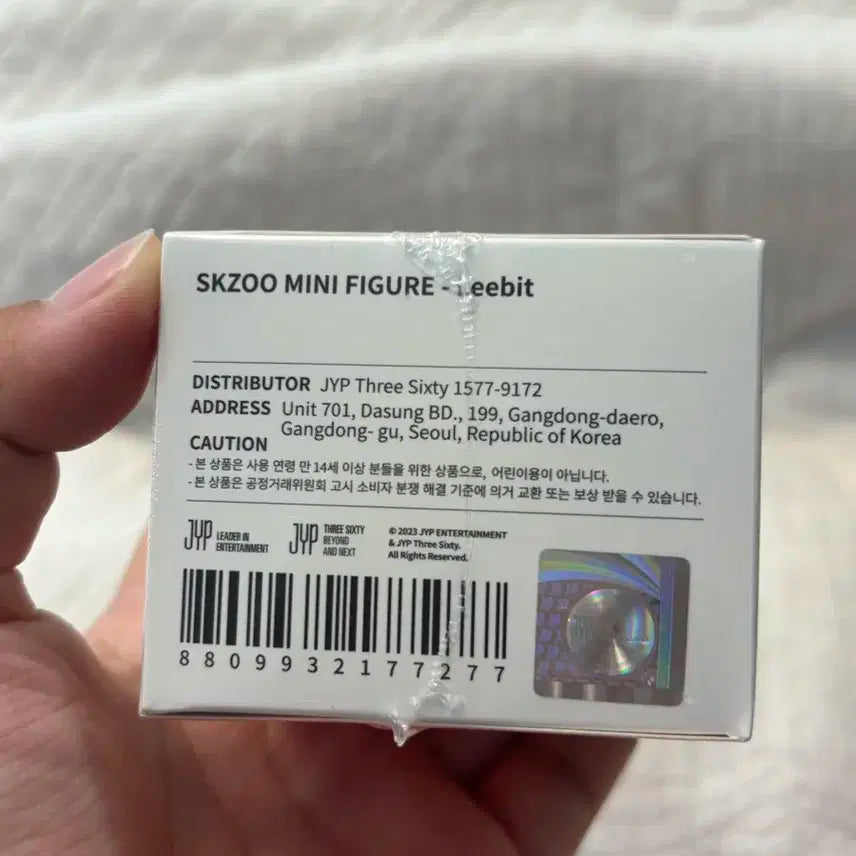 SKZOO MINI FIGURE - Leebit
DISTRIBUTOR JYP Three Sixty 1577-9172
ADDRESS Unit 701, Dasung BD., 199, Gangdong-daero,
Gangdong- gu, Seoul, Republic of Korea
CAUTION
- 본 상품은 사용 연령 만 14세 이상 분들을 위한 상품으로, 어린이용이 아닙니다.
- 본 상품은 공정거래위원회 고시 소비자 분쟁 해결 기준에 의거 교환 또는 보상 받을 수 있습니다.
JYP LEADER IN
ENTERTAINMENT
JYP THREE SIXTY
BEYOND
AND NEXT
© 2023 JYP ENTERTAINMENT
& JYP Three Sixty.
All Rights Reserved.
8809932177277